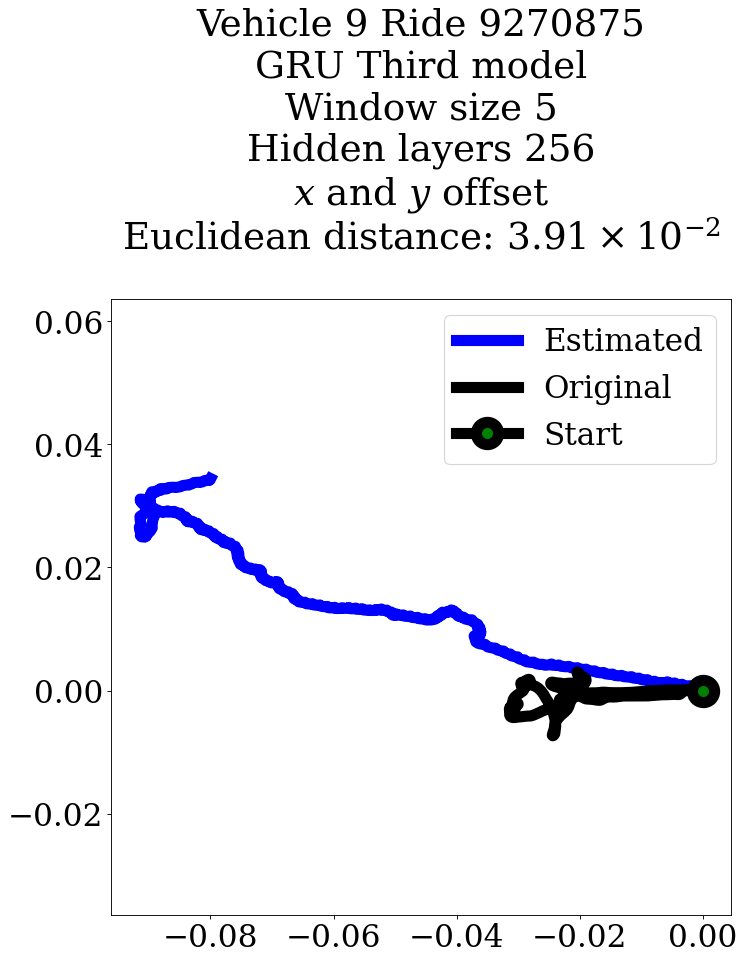 Vehicle 9 Ride 9270875
GRU Third model
Window size 5
Hidden layers 256
x and y offset
Euclidean distance: 3.91 × 10⁻²
0.06
0.04
0.02
0.00
−0.02
Estimated
Original
Start
−0.08 −0.06 −0.04 −0.02 0.00